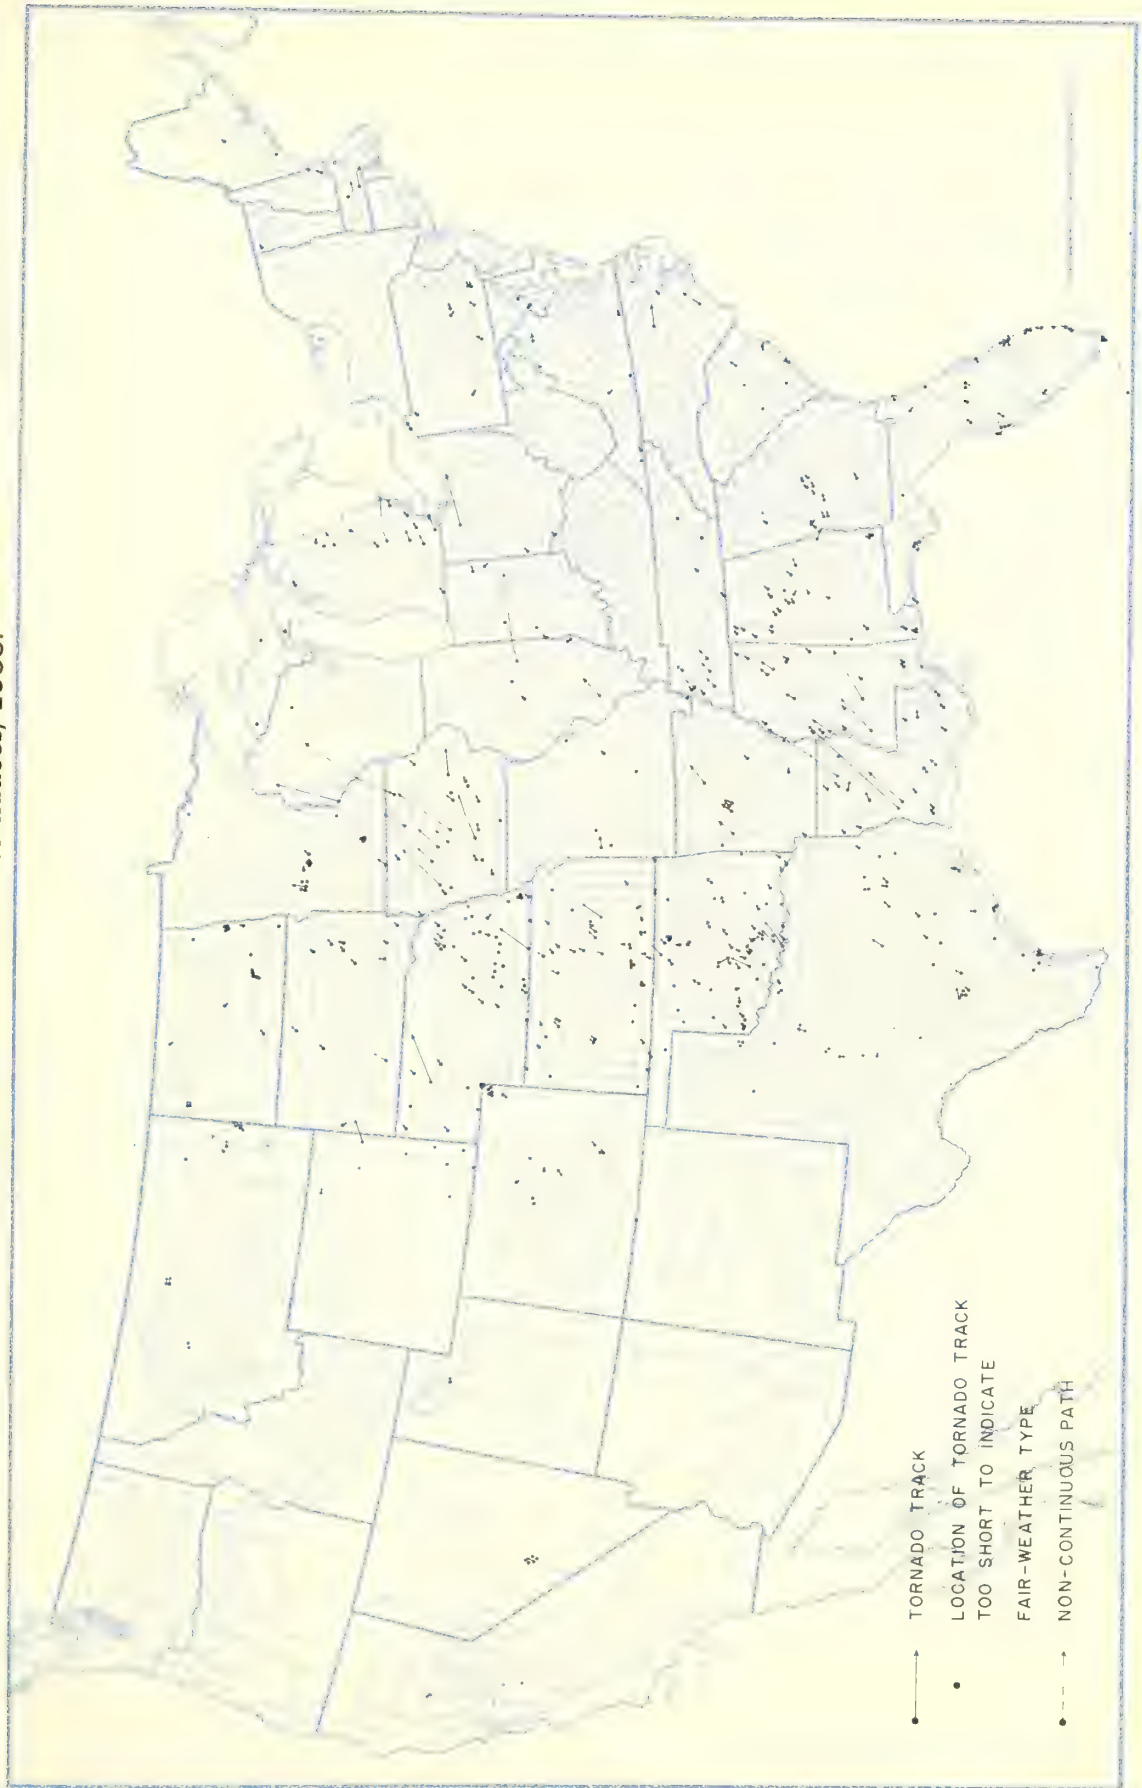 TORNADO TRACK
LOCATION OF TORNADO TRACK
TOO SHORT TO INDICATE
FAIR-WEATHER TYPE
NON-CONTINUOUS PATH